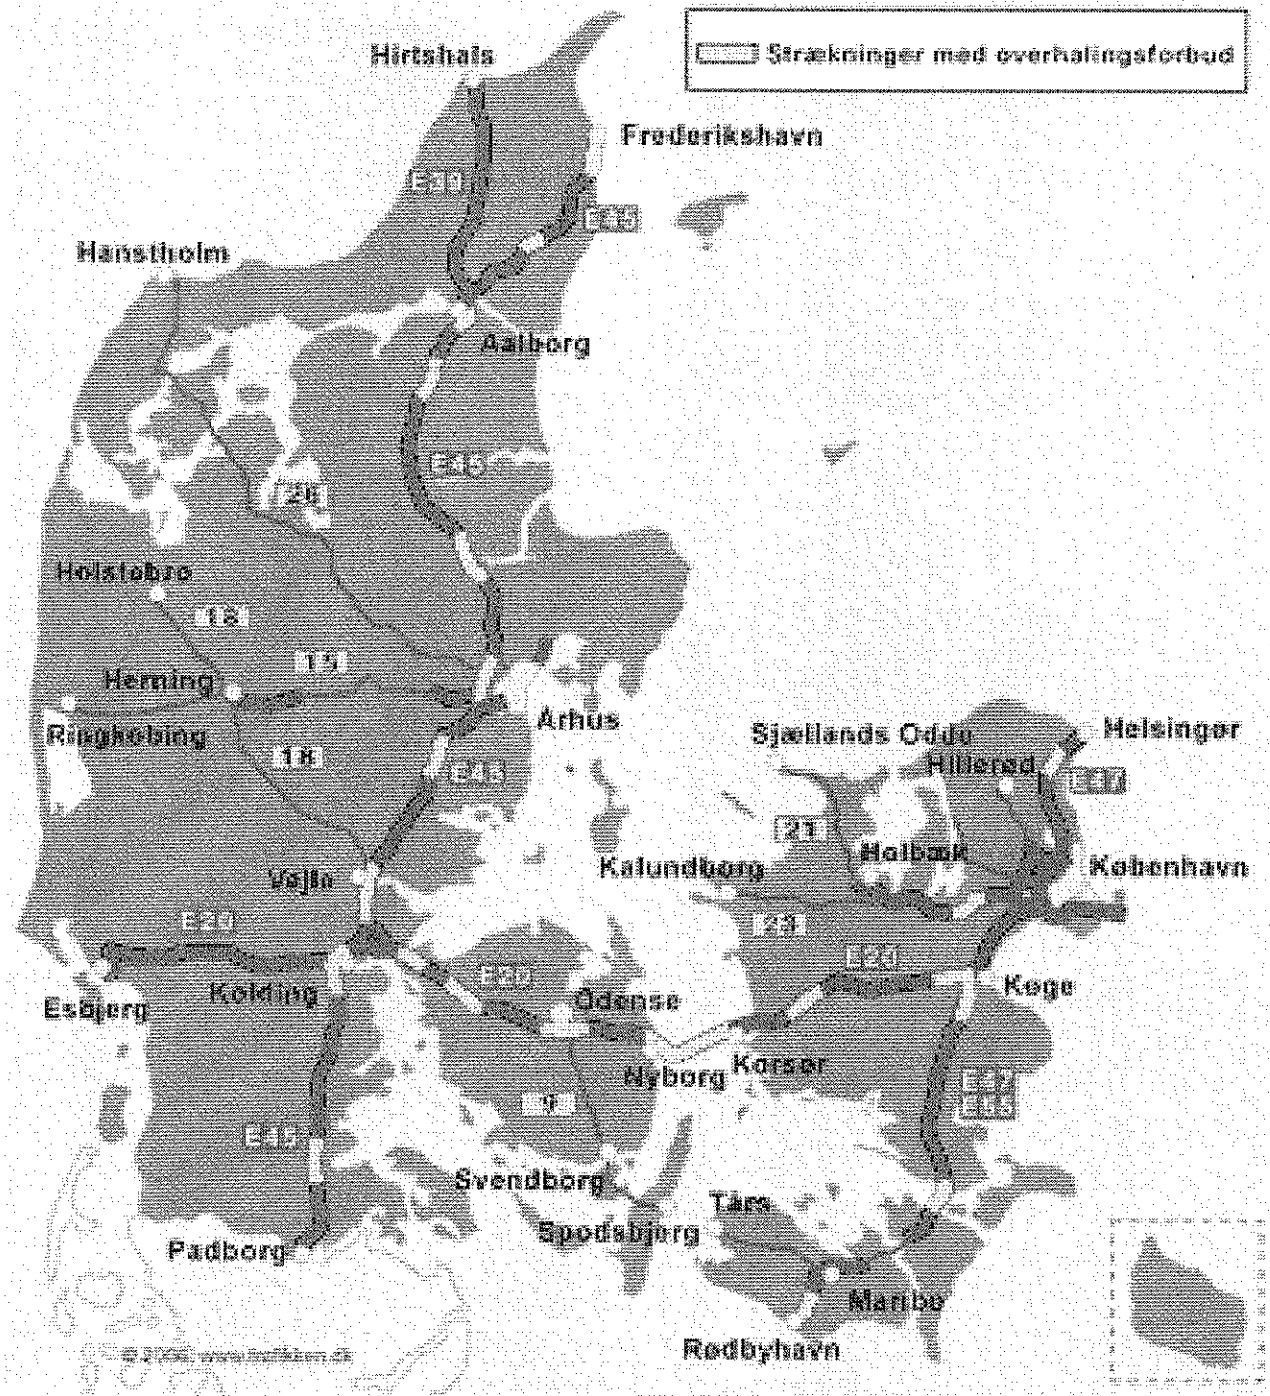 Hirtshals
Strækninger med overhalingsforbud
Frederikshavn
E39
E45
Hanstholm
Aalborg
E45
26
Holstebro
18
15
Herning
Århus
Ringkøbing
Sjællands Odde
Helsingør
Hillerød
18
E45
E47
21
Holbæk
Vejle
Kalundborg
København
E20
23
E20
E20
Kolding
Odense
Køge
Esbjerg
Nyborg
Korsør
9
E47
E55
E45
Svendborg
Tårs
Spodsbjerg
Padborg
Maribo
Rødbyhavn